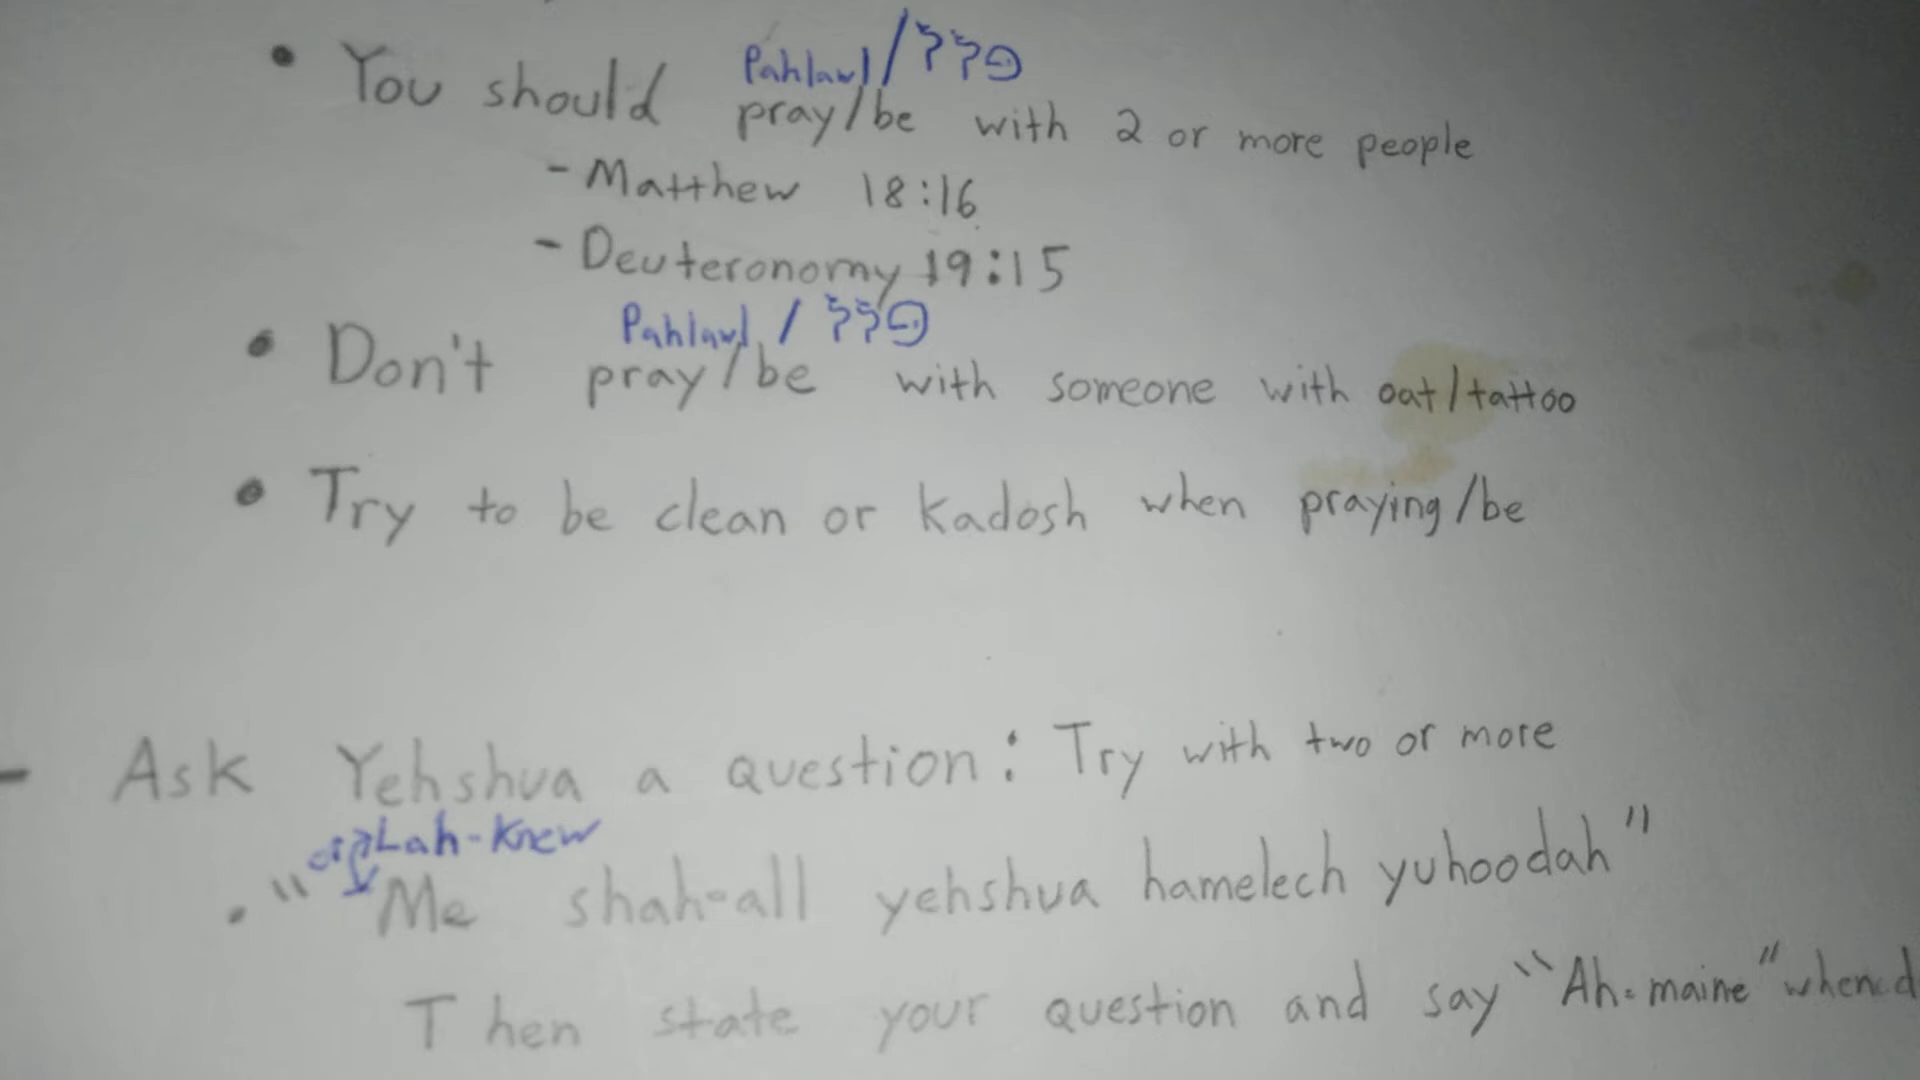 Pahlawl /
• You should pray/be with 2 or more people
- Matthew 18:16
- Deuteronomy 19:15
Pahlawl /
• Don't pray/be with someone with oat/tattoo
• Try to be clean or Kadosh when praying/be
- Ask Yehshua a question: Try with two or more
Lah-Knew
• "Me shah-all yehshua hamelech yuhoodah"
Then state your question and say "Ah-maine" when d